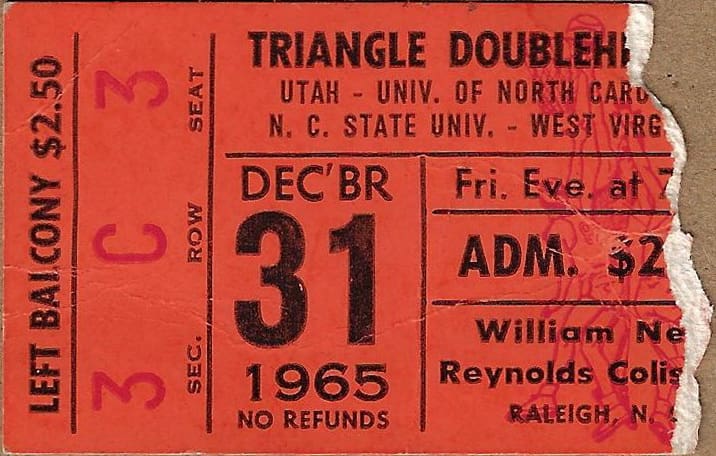 LEFT BALCONY $2.50
3 SEAT
C ROW
3 SEC.
TRIANGLE DOUBLEH
UTAH - UNIV. OF NORTH CARO
N. C. STATE UNIV. - WEST VIRG
DEC'BR
31
1965
NO REFUNDS
Fri. Eve. at 7
ADM. $2
William Ne
Reynolds Colis
RALEIGH, N.